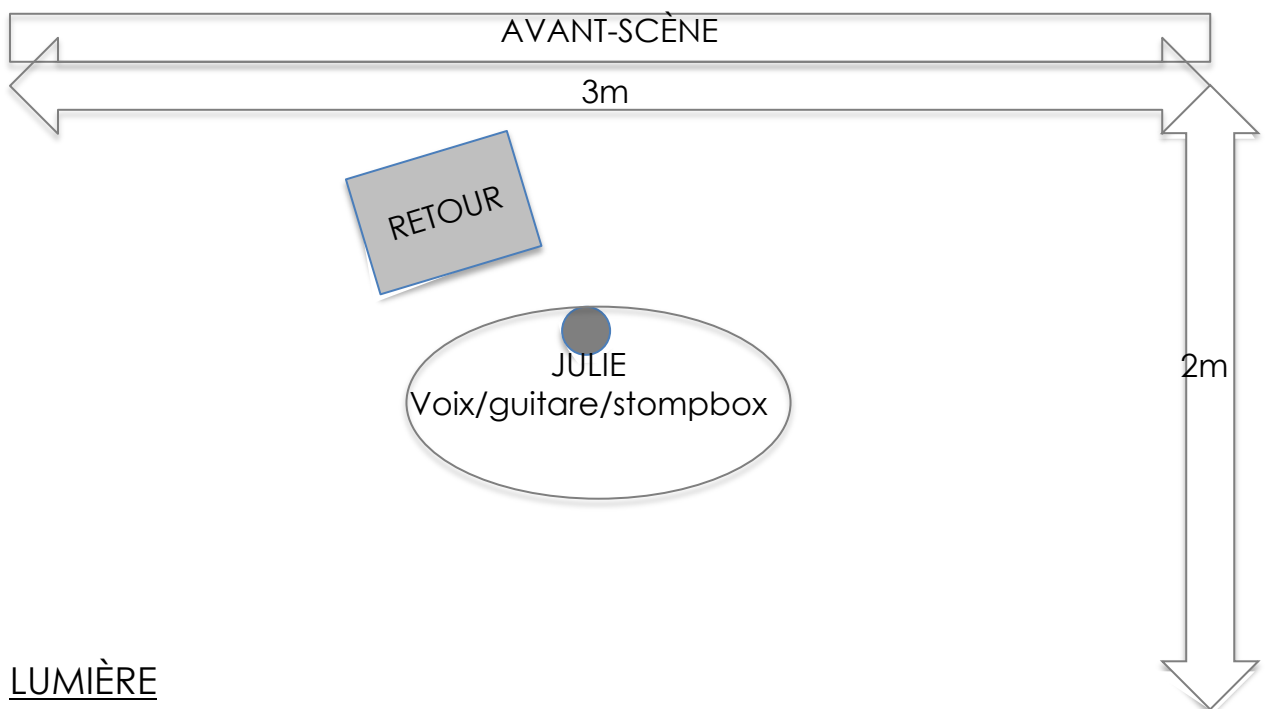 AVANT-SCÈNE
3m
RETOUR
JULIE
Voix/guitare/stompbox
2m
LUMIÈRE